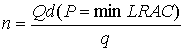 n = Qd(P = min LRAC) / q